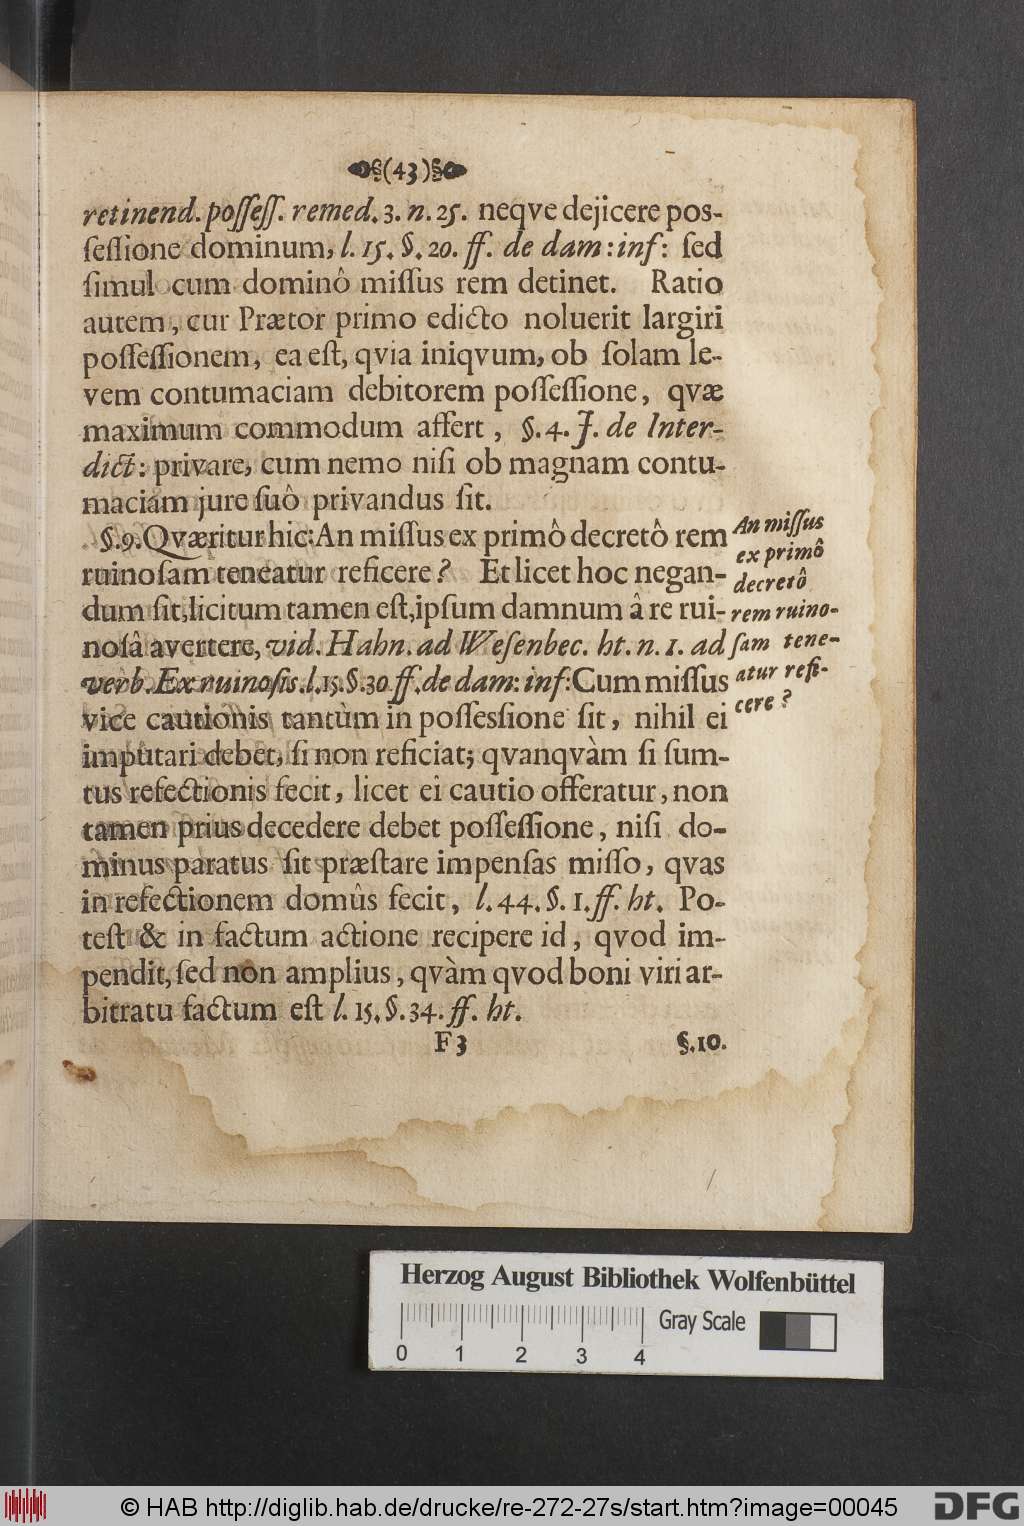 §(43)§
retinend. poſſeſſ. remed. 3. n. 25. neqve dejicere poſ-
ſeſſione dominum, l. 15. §. 20. ff. de dam: inf: ſed
ſimul cum dominô miſſus rem detinet. Ratio
autem, cur Prætor primo edicto noluerit largiri
poſſeſſionem, ea eſt, qvia iniqvum, ob ſolam le-
vem contumaciam debitorem poſſeſſione, qvæ
maximum commodum affert, §. 4. J. de Inter-
dict: privare, cum nemo niſi ob magnam contu-
maciam jure ſuô privandus ſit.
§. 9. Qværitur hic: An miſſus ex primô decretô rem
ruinoſam teneatur reficere? Et licet hoc negan-
dum ſit, licitum tamen eſt, ipſum damnum â re rui-
noſâ avertere, vid. Hahn. ad Weſenbec. ht. n. 1. ad
verb. Ex ruinoſis. l. 15. §. 30. ff. de dam: inf: Cum miſſus
vice cautionis tantùm in poſſesſione ſit, nihil ei
imputari debet, ſi non reficiat; qvanqvàm ſi ſum-
tus refectionis fecit, licet ei cautio offeratur, non
tamen prius decedere debet poſſeſſione, niſi do-
minus paratus ſit præſtare impenſas miſſo, qvas
in refectionem domûs fecit, l. 44. §. 1. ff. ht. Po-
teſt & in factum actione recipere id, qvod im-
pendit, ſed non amplius, qvàm qvod boni viri ar-
bitratu factum eſt l. 15. §. 34. ff. ht.
F 3 §. 10.
An miſſus
ex primô
decretô
rem ruino-
ſam tene-
atur refi-
cere?
Herzog August Bibliothek Wolfenbüttel
Gray Scale
0 1 2 3 4
© HAB http://diglib.hab.de/drucke/re-272-27s/start.htm?image=00045
DFG